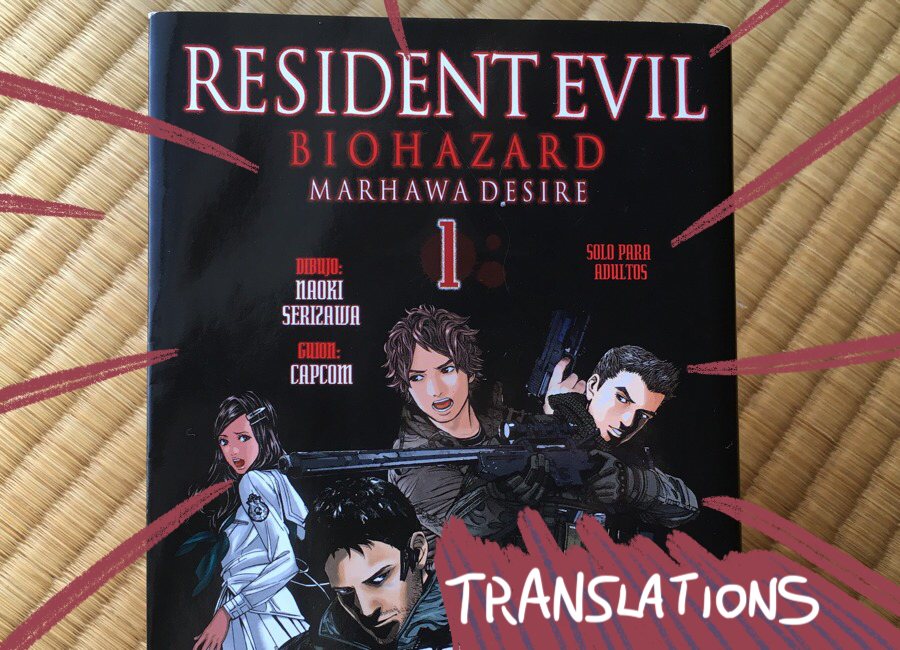 RESIDENT EVIL
BIOHAZARD
MARHAWA DESIRE
1
SOLO PARA
ADULTOS
DIBUJO:
NAOKI
SERIZAWA
GUION:
CAPCOM
TRANSLATIONS